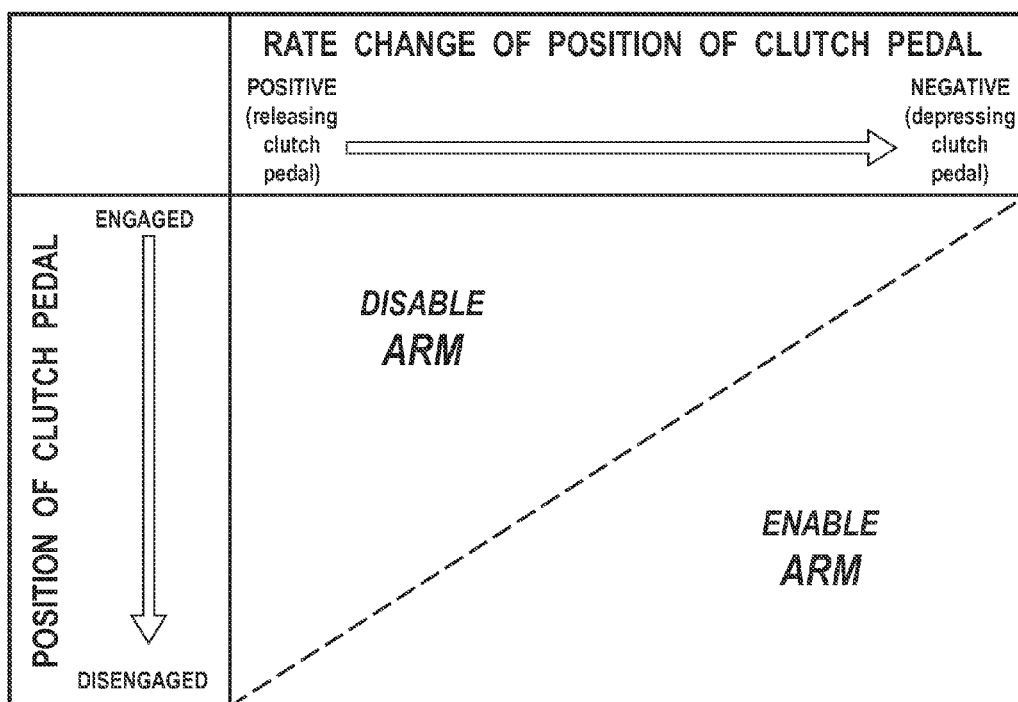 RATE CHANGE OF POSITION OF CLUTCH PEDAL
POSITIVE
(releasing
clutch
pedal)
NEGATIVE
(depressing
clutch
pedal)
POSITION OF CLUTCH PEDAL
ENGAGED
DISENGAGED
DISABLE
ARM
ENABLE
ARM